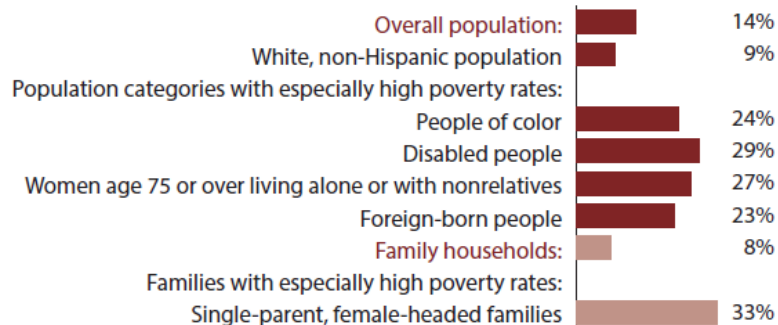 Overall population: 14%
White, non-Hispanic population 9%
Population categories with especially high poverty rates:
People of color 24%
Disabled people 29%
Women age 75 or over living alone or with nonrelatives 27%
Foreign-born people 23%
Family households: 8%
Families with especially high poverty rates:
Single-parent, female-headed families 33%